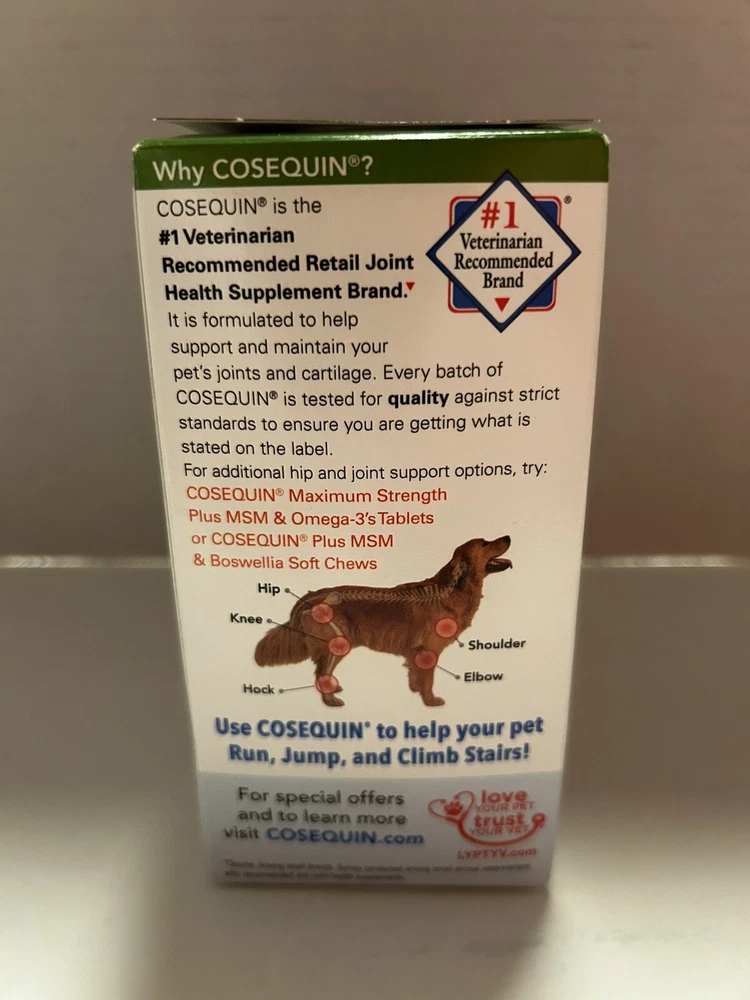 Why COSEQUIN®?
COSEQUIN® is the
#1 Veterinarian
Recommended Retail Joint
Health Supplement Brand.▼
It is formulated to help
support and maintain your
pet's joints and cartilage. Every batch of
COSEQUIN® is tested for quality against strict
standards to ensure you are getting what is
stated on the label.
#1
Veterinarian
Recommended
Brand
®
For additional hip and joint support options, try:
COSEQUIN® Maximum Strength
Plus MSM & Omega-3's Tablets
or COSEQUIN® Plus MSM
& Boswellia Soft Chews
Hip
Knee
Hock
Shoulder
Elbow
Use COSEQUIN® to help your pet
Run, Jump, and Climb Stairs!
For special offers
and to learn more
visit COSEQUIN.com
love
YOUR PET
trust
YOUR VET
LYPTYV.com